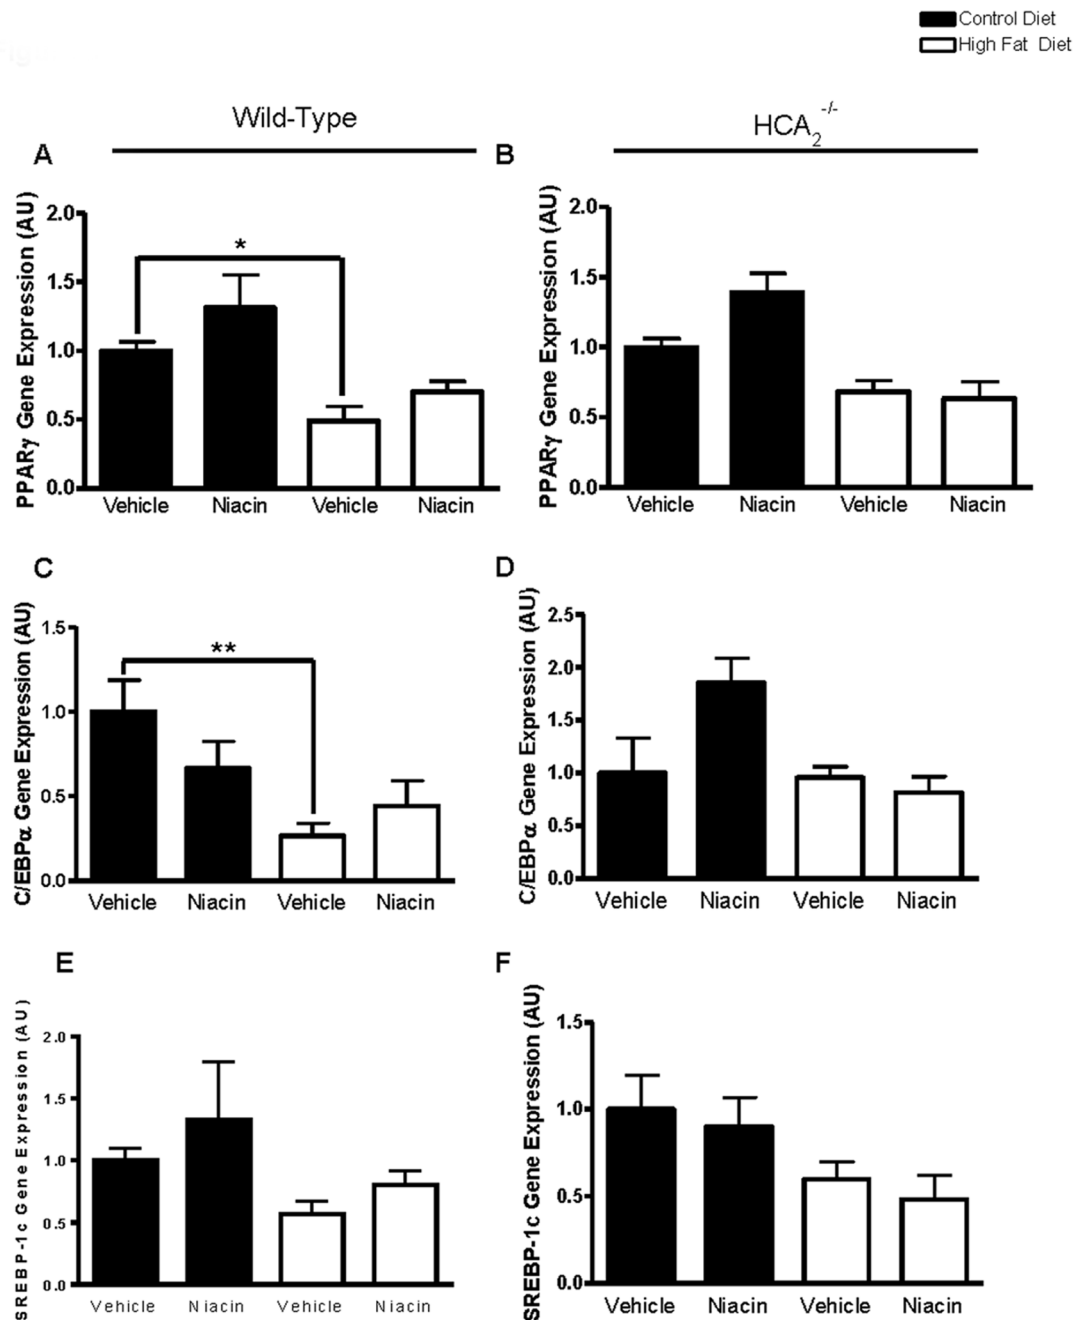 Control Diet
High Fat Diet
Wild-Type
HCA2-/-
A
PPARγ Gene Expression (AU)
2.0
1.5
1.0
0.5
0.0
*
Vehicle Niacin Vehicle Niacin
B
PPARγ Gene Expression (AU)
2.0
1.5
1.0
0.5
0.0
Vehicle Niacin Vehicle Niacin
C
C/EBPα Gene Expression (AU)
1.5
1.0
0.5
0.0
**
Vehicle Niacin Vehicle Niacin
D
C/EBPα Gene Expression (AU)
2.5
2.0
1.5
1.0
0.5
0.0
Vehicle Niacin Vehicle Niacin
E
SREBP-1c Gene Expression (AU)
2.0
1.5
1.0
0.5
0.0
Vehicle Niacin Vehicle Niacin
F
SREBP-1c Gene Expression (AU)
1.5
1.0
0.5
0.0
Vehicle Niacin Vehicle Niacin